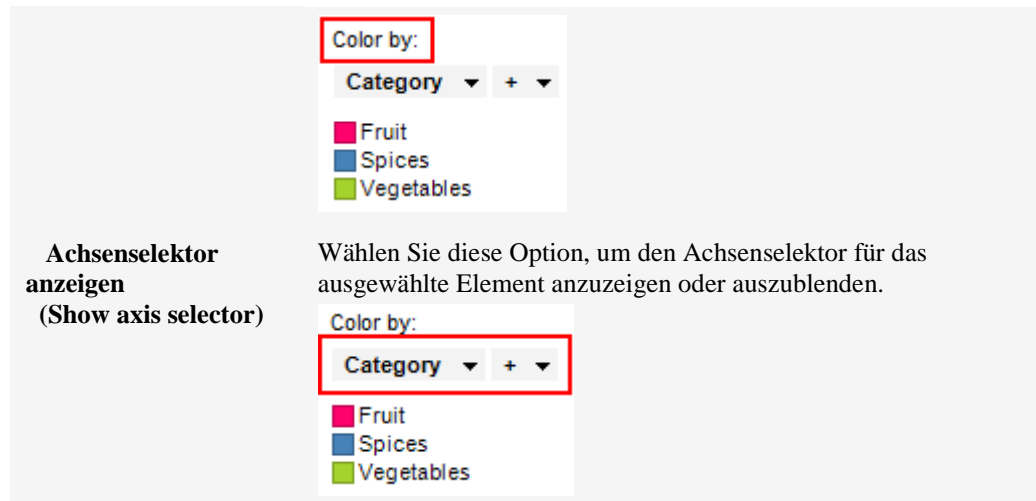 Color by:
Category +
Fruit
Spices
Vegetables
Achsenselektor
anzeigen
(Show axis selector)
Wählen Sie diese Option, um den Achsenselektor für das
ausgewählte Element anzuzeigen oder auszublenden.
Color by:
Category +
Fruit
Spices
Vegetables